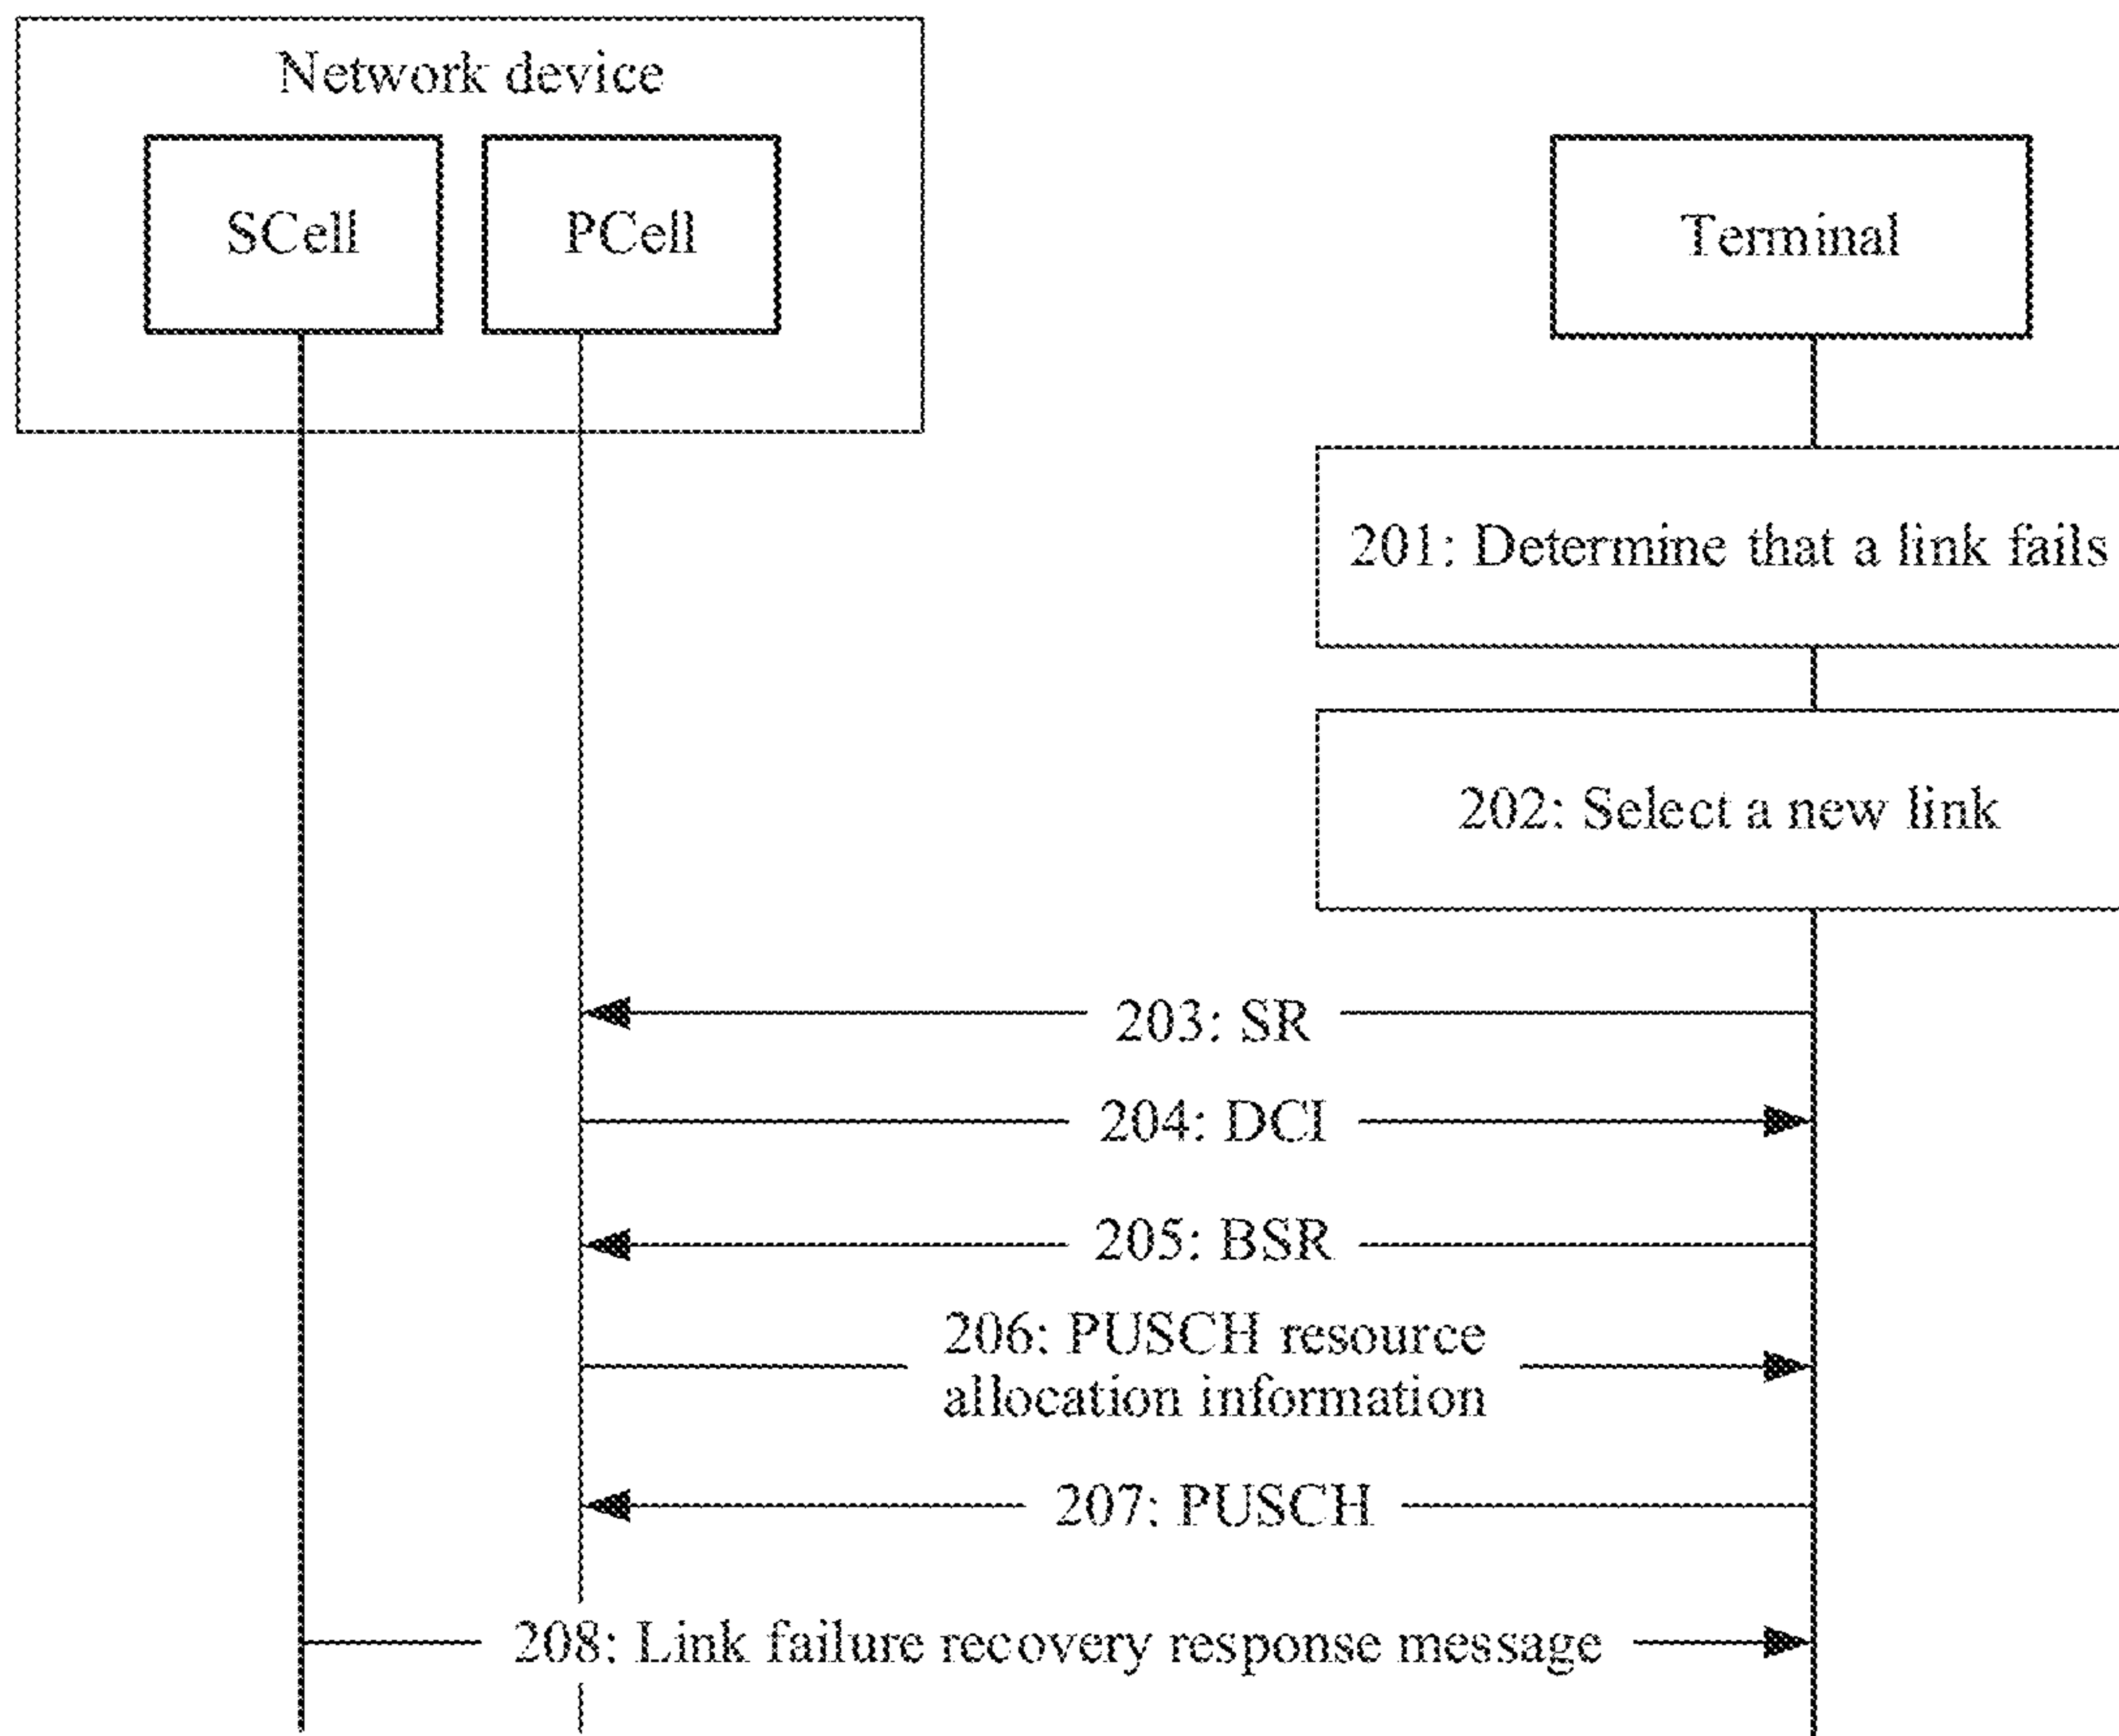 Network device
SCell
PCell
Terminal
201: Determine that a link fails
202: Select a new link
203: SR
204: DCI
205: BSR
206: PUSCH resource
allocation information
207: PUSCH
208: Link failure recovery response message